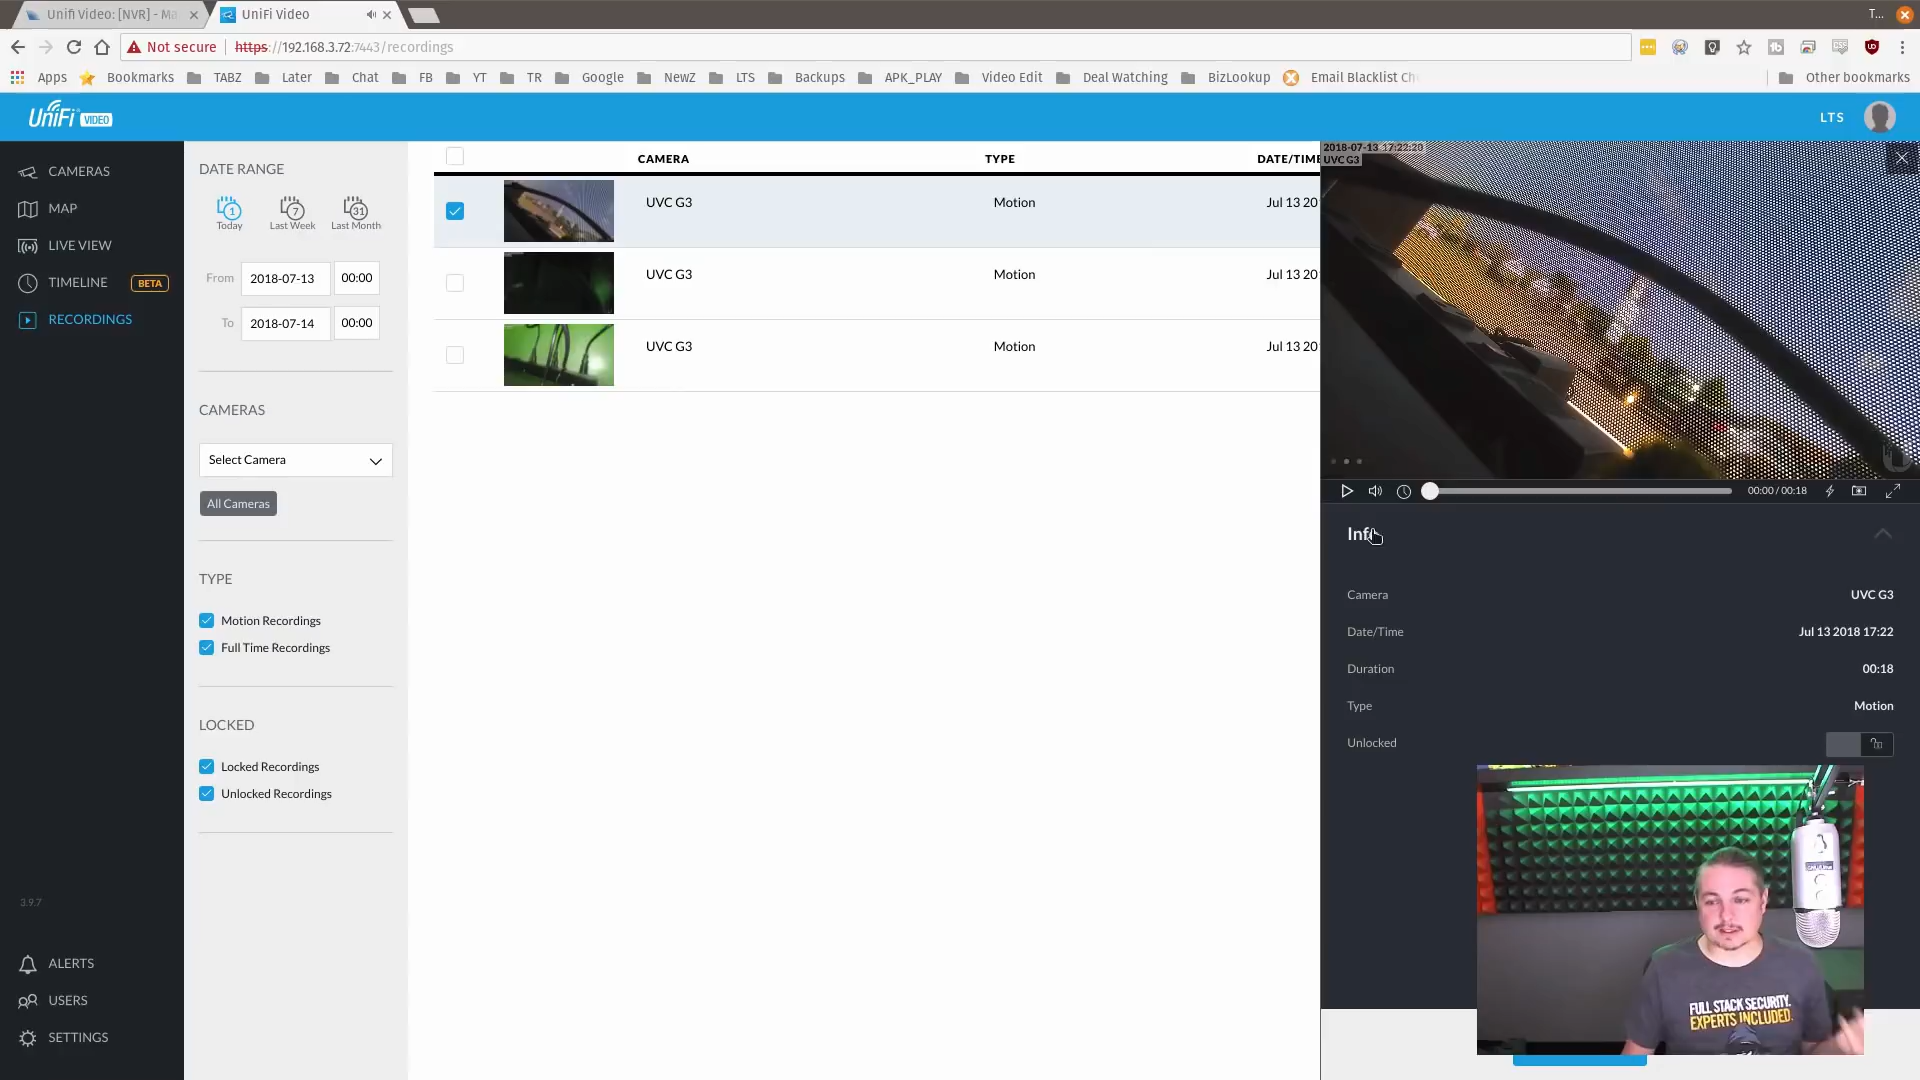 Unifi Video: [NVR] - Ma
UniFi Video
T...
Not secure
https://192.168.3.72:7443/recordings
Apps
Bookmarks
TABZ
Later
Chat
FB
YT
TR
Google
NewZ
LTS
Backups
APK_PLAY
Video Edit
Deal Watching
BizLookup
Email Blacklist Ch
Other bookmarks
UniFi VIDEO
LTS
CAMERAS
MAP
LIVE VIEW
TIMELINE
BETA
RECORDINGS
3.9.7
ALERTS
USERS
SETTINGS
DATE RANGE
1
7
31
Today
Last Week
Last Month
From
2018-07-13
00:00
To
2018-07-14
00:00
CAMERAS
Select Camera
All Cameras
TYPE
Motion Recordings
Full Time Recordings
LOCKED
Locked Recordings
Unlocked Recordings
CAMERA
TYPE
DATE/TIME
UVC G3
Motion
Jul 13 20
UVC G3
Motion
Jul 13 20
UVC G3
Motion
Jul 13 20
2018-07-13 17:22:20
UVC G3
00:00 / 00:18
Inf
Camera
UVC G3
Date/Time
Jul 13 2018 17:22
Duration
00:18
Type
Motion
Unlocked
FULL STACK SECURITY.
EXPERTS INCLUDED.